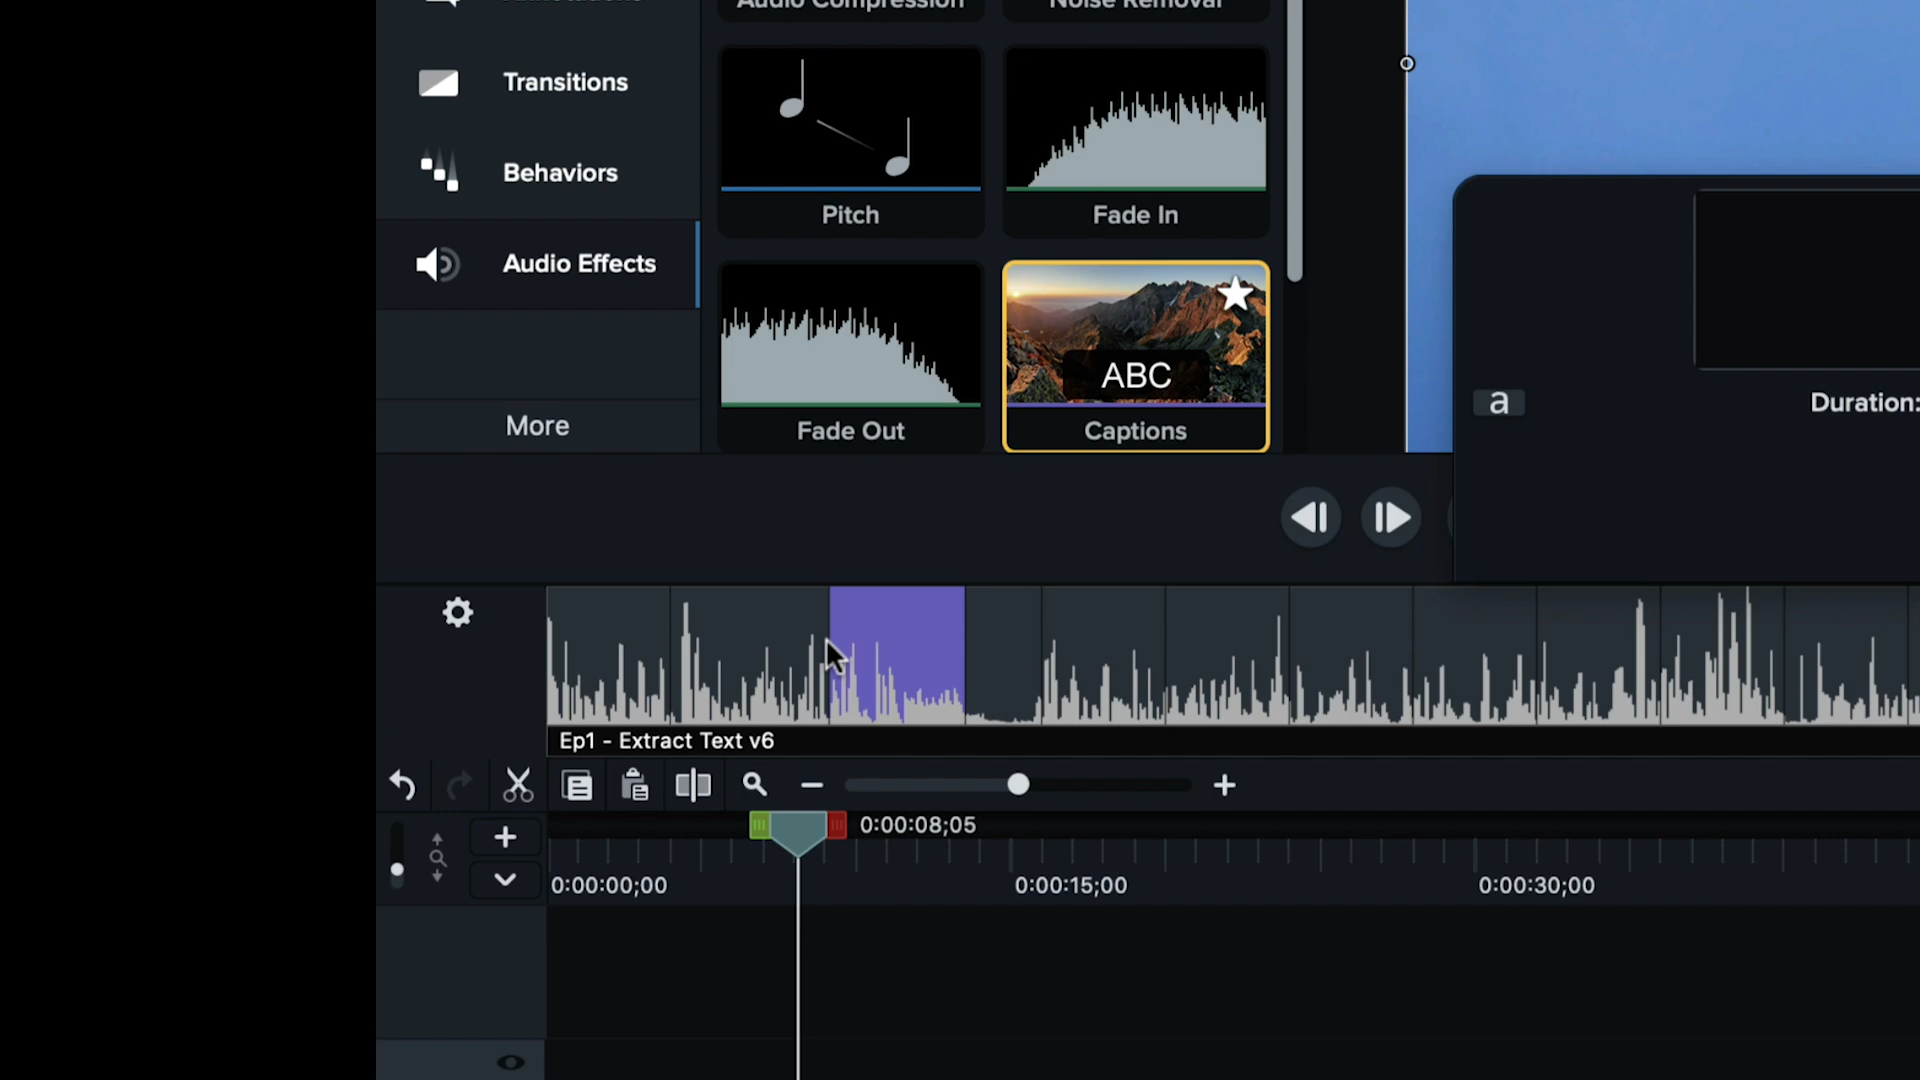 Audio Compression
Noise Removal
Transitions
Behaviors
Audio Effects
More
Pitch
Fade In
Fade Out
ABC
Captions
a
Duration:
Ep1 - Extract Text v6
0:00:08;05
0:00:00;00
0:00:15;00
0:00:30;00